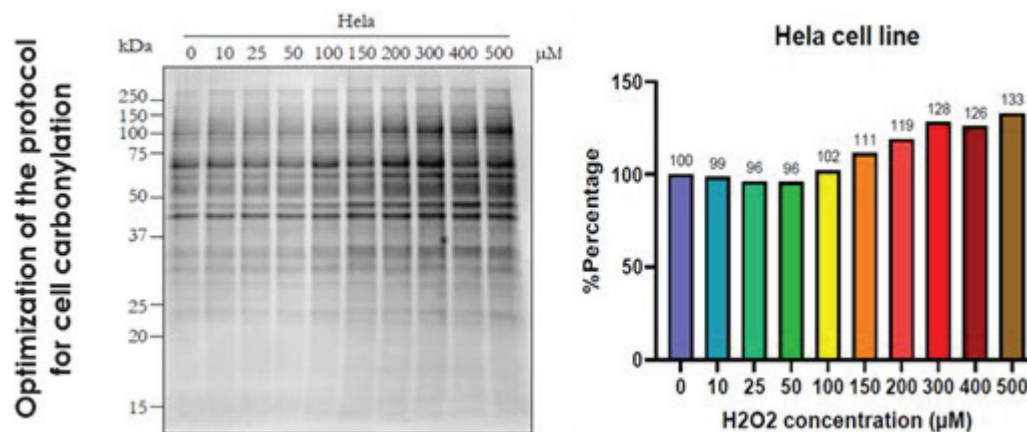 Optimization of the protocol
for cell carbonylation
Hela
kDa
0 10 25 50 100 150 200 300 400 500 μM
250
150
100
75
50
37
25
20
15
Hela cell line
%Percentage
150
100
50
0
100 99 96 96 102 111 119 128 126 133
0 10 25 50 100 150 200 300 400 500
H2O2 concentration (μM)